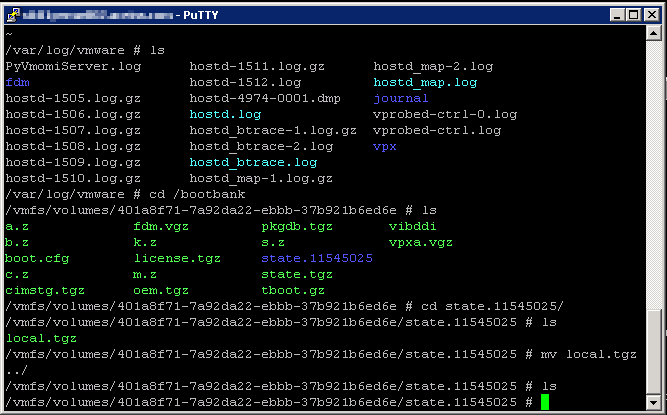 - PuTTY
~
/var/log/vmware # ls
PyVmomiServer.log hostd-1511.log.gz hostd_map-2.log
fdm hostd-1512.log hostd_map.log
hostd-1505.log.gz hostd-4974-0001.dmp journal
hostd-1506.log.gz hostd.log vprobed-ctrl-0.log
hostd-1507.log.gz hostd_btrace-1.log.gz vprobed-ctrl.log
hostd-1508.log.gz hostd_btrace-2.log vpx
hostd-1509.log.gz hostd_btrace.log
hostd-1510.log.gz hostd_map-1.log.gz
/var/log/vmware # cd /bootbank
/vmfs/volumes/401a8f71-7a92da22-ebbb-37b921b6ed6e # ls
a.z fdm.vgz pkgdb.tgz vibddi
b.z k.z s.z vpxa.vgz
boot.cfg license.tgz state.11545025
c.z m.z state.tgz
cimstg.tgz oem.tgz tboot.gz
/vmfs/volumes/401a8f71-7a92da22-ebbb-37b921b6ed6e # cd state.11545025/
/vmfs/volumes/401a8f71-7a92da22-ebbb-37b921b6ed6e/state.11545025 # ls
local.tgz
/vmfs/volumes/401a8f71-7a92da22-ebbb-37b921b6ed6e/state.11545025 # mv local.tgz
../
/vmfs/volumes/401a8f71-7a92da22-ebbb-37b921b6ed6e/state.11545025 # ls
/vmfs/volumes/401a8f71-7a92da22-ebbb-37b921b6ed6e/state.11545025 #